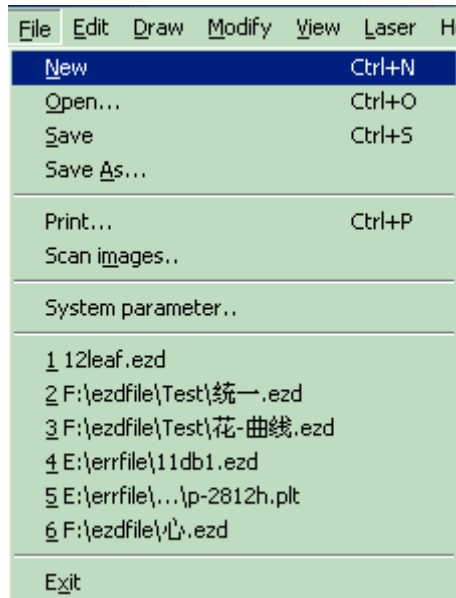 File Edit Draw Modify View Laser H
New Ctrl+N
Open... Ctrl+O
Save Ctrl+S
Save As...
Print... Ctrl+P
Scan images..
System parameter..
1 12leaf.ezd
2 F:\ezdfile\Test\统一.ezd
3 F:\ezdfile\Test\花-曲线.ezd
4 E:\errfile\11db1.ezd
5 E:\errfile\...\p-2812h.plt
6 F:\ezdfile\心.ezd
Exit